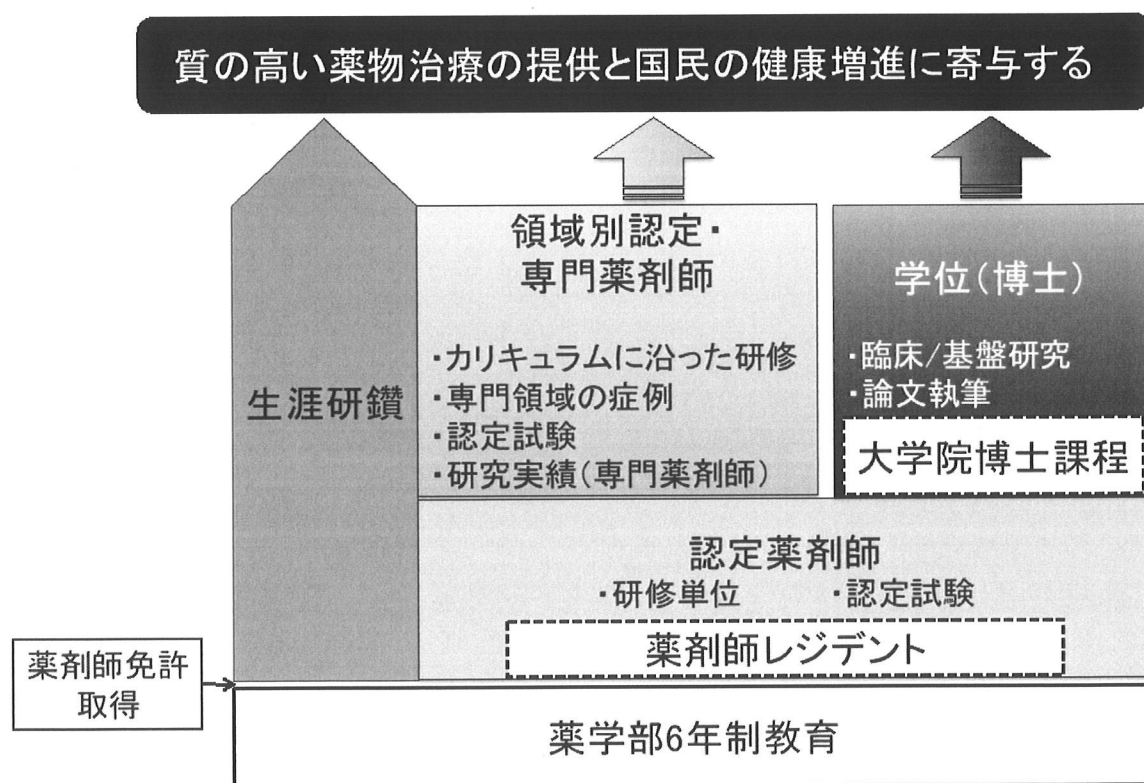 質の高い薬物治療の提供と国民の健康増進に寄与する
領域別認定・
専門薬剤師
・カリキュラムに沿った研修
・専門領域の症例
・認定試験
・研究実績(専門薬剤師)
学位(博士)
・臨床/基盤研究
・論文執筆
大学院博士課程
生涯研鑽
認定薬剤師
・研修単位 ・認定試験
薬剤師レジデント
薬剤師免許
取得
薬学部6年制教育